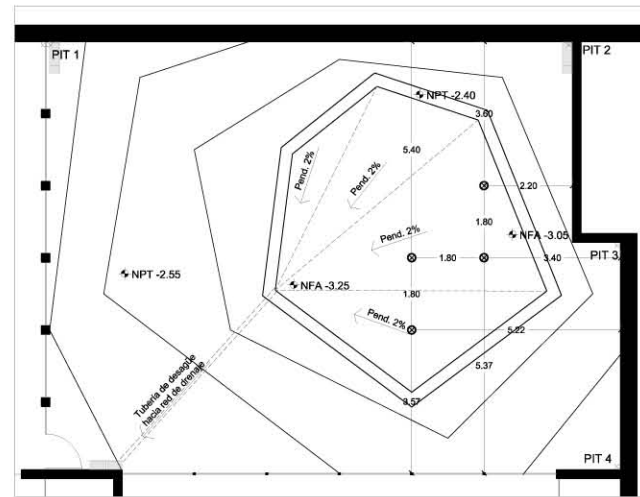 PIT 1
PIT 2
NPT -2.40
3.60
5.40
Pend. 2%
Pend. 2%
2.20
1.80
Pend. 2%
NFA -3.05
1.80
3.40
PIT 3
NPT -2.55
NFA -3.25
1.80
Pend. 2%
5.22
5.37
Tubería de desagüe
hacia red de drenaje
3.57
PIT 4